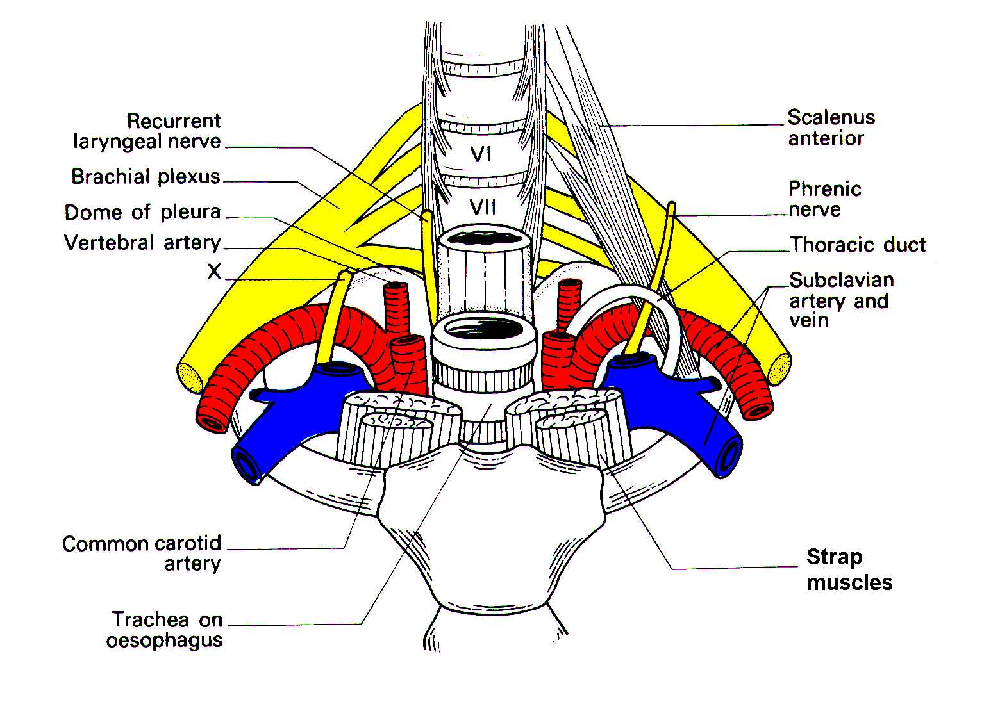 Recurrent
laryngeal nerve
Brachial plexus
Dome of pleura
Vertebral artery
X
Common carotid
artery
Trachea on
oesophagus
VI
VII
Scalenus
anterior
Phrenic
nerve
Thoracic duct
Subclavian
artery and
vein
Strap
muscles